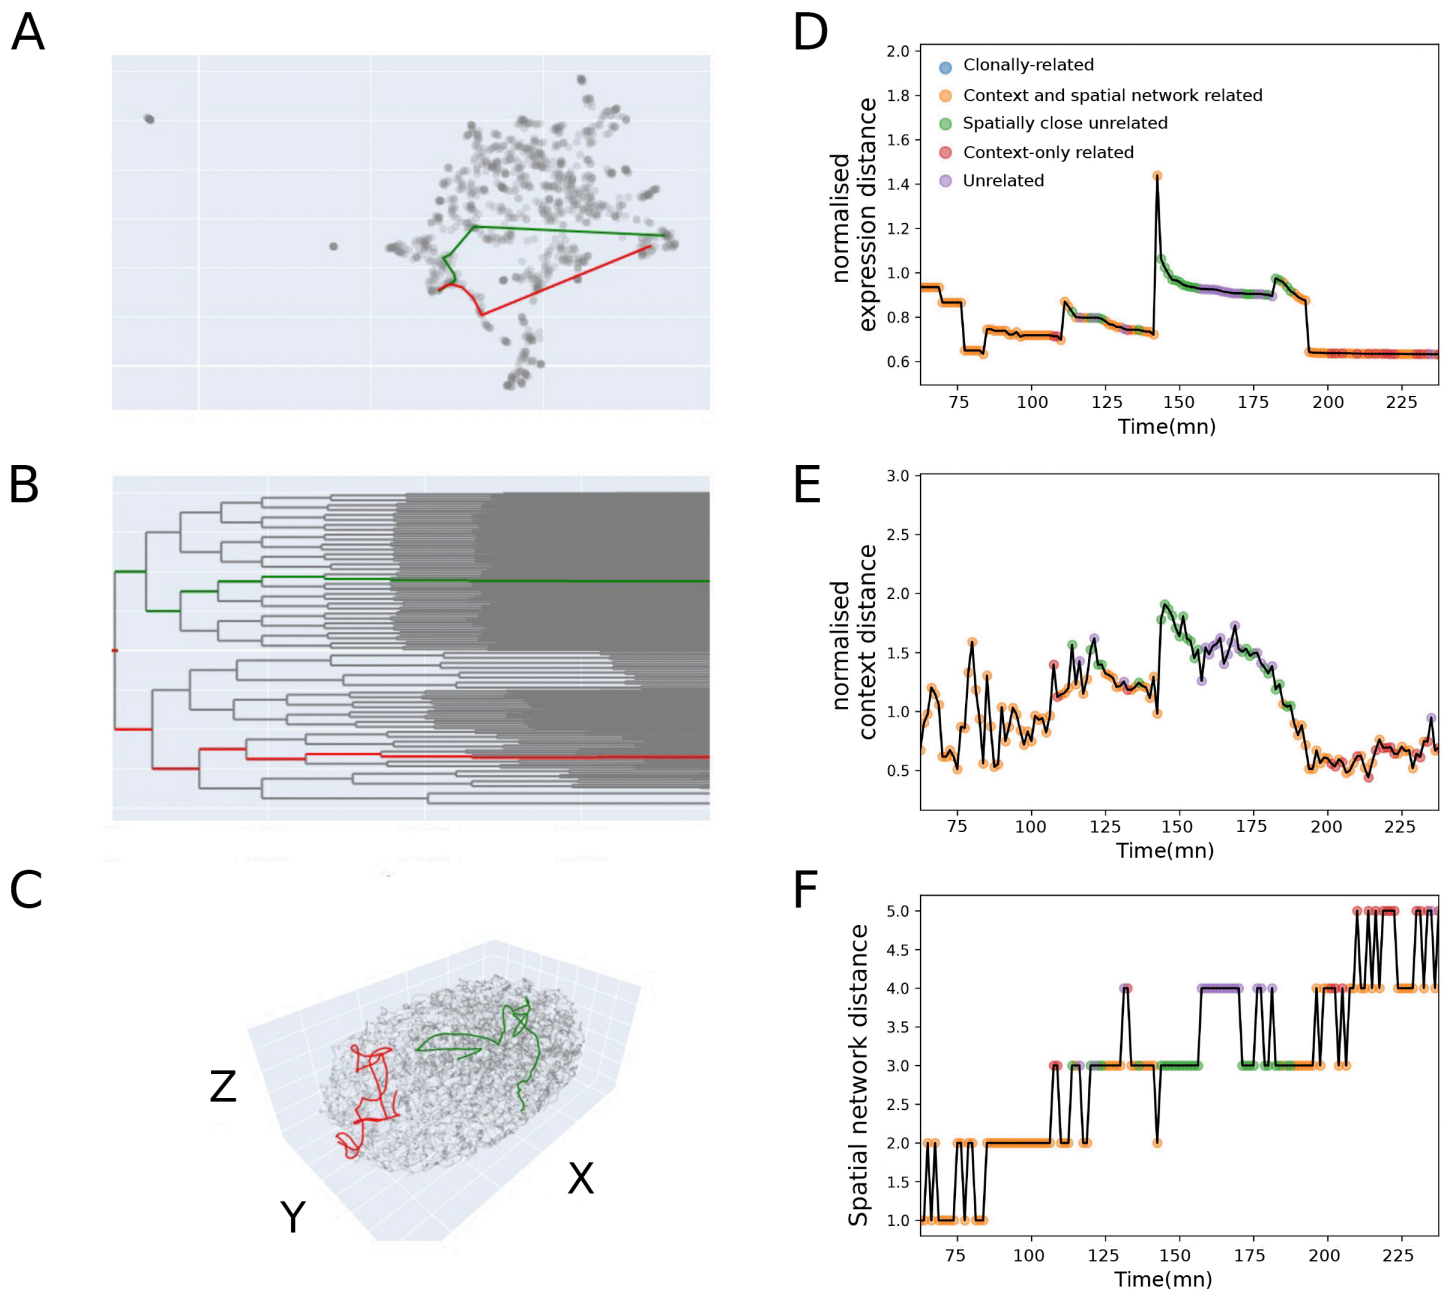 A
B
C
Z
Y
X
D
normalised
expression distance
2.0
1.8
1.6
1.4
1.2
1.0
0.8
0.6
Clonally-related
Context and spatial network related
Spatially close unrelated
Context-only related
Unrelated
75 100 125 150 175 200 225
Time(mn)
E
normalised
context distance
3.0
2.5
2.0
1.5
1.0
0.5
75 100 125 150 175 200 225
Time(mn)
F
Spatial network distance
5.0
4.5
4.0
3.5
3.0
2.5
2.0
1.5
1.0
75 100 125 150 175 200 225
Time(mn)